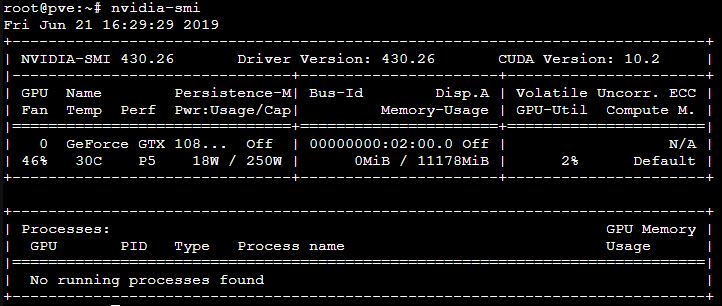 root@pve:~# nvidia-smi
Fri Jun 21 16:29:29 2019
+-----------------------------------------------------------------------------+
| NVIDIA-SMI 430.26       Driver Version: 430.26       CUDA Version: 10.2     |
|-------------------------------+----------------------+----------------------+
| GPU  Name        Persistence-M| Bus-Id        Disp.A | Volatile Uncorr. ECC |
| Fan  Temp  Perf  Pwr:Usage/Cap|         Memory-Usage | GPU-Util  Compute M. |
|===============================+======================+======================|
|   0  GeForce GTX 108...  Off  | 00000000:02:00.0 Off |                  N/A |
| 46%   30C    P5    18W / 250W |      0MiB / 11178MiB |      2%      Default |
+-------------------------------+----------------------+----------------------+

+-----------------------------------------------------------------------------+
| Processes:                                                       GPU Memory |
|  GPU       PID   Type   Process name                             Usage      |
|=============================================================================|
|  No running processes found                                                 |
+-----------------------------------------------------------------------------+